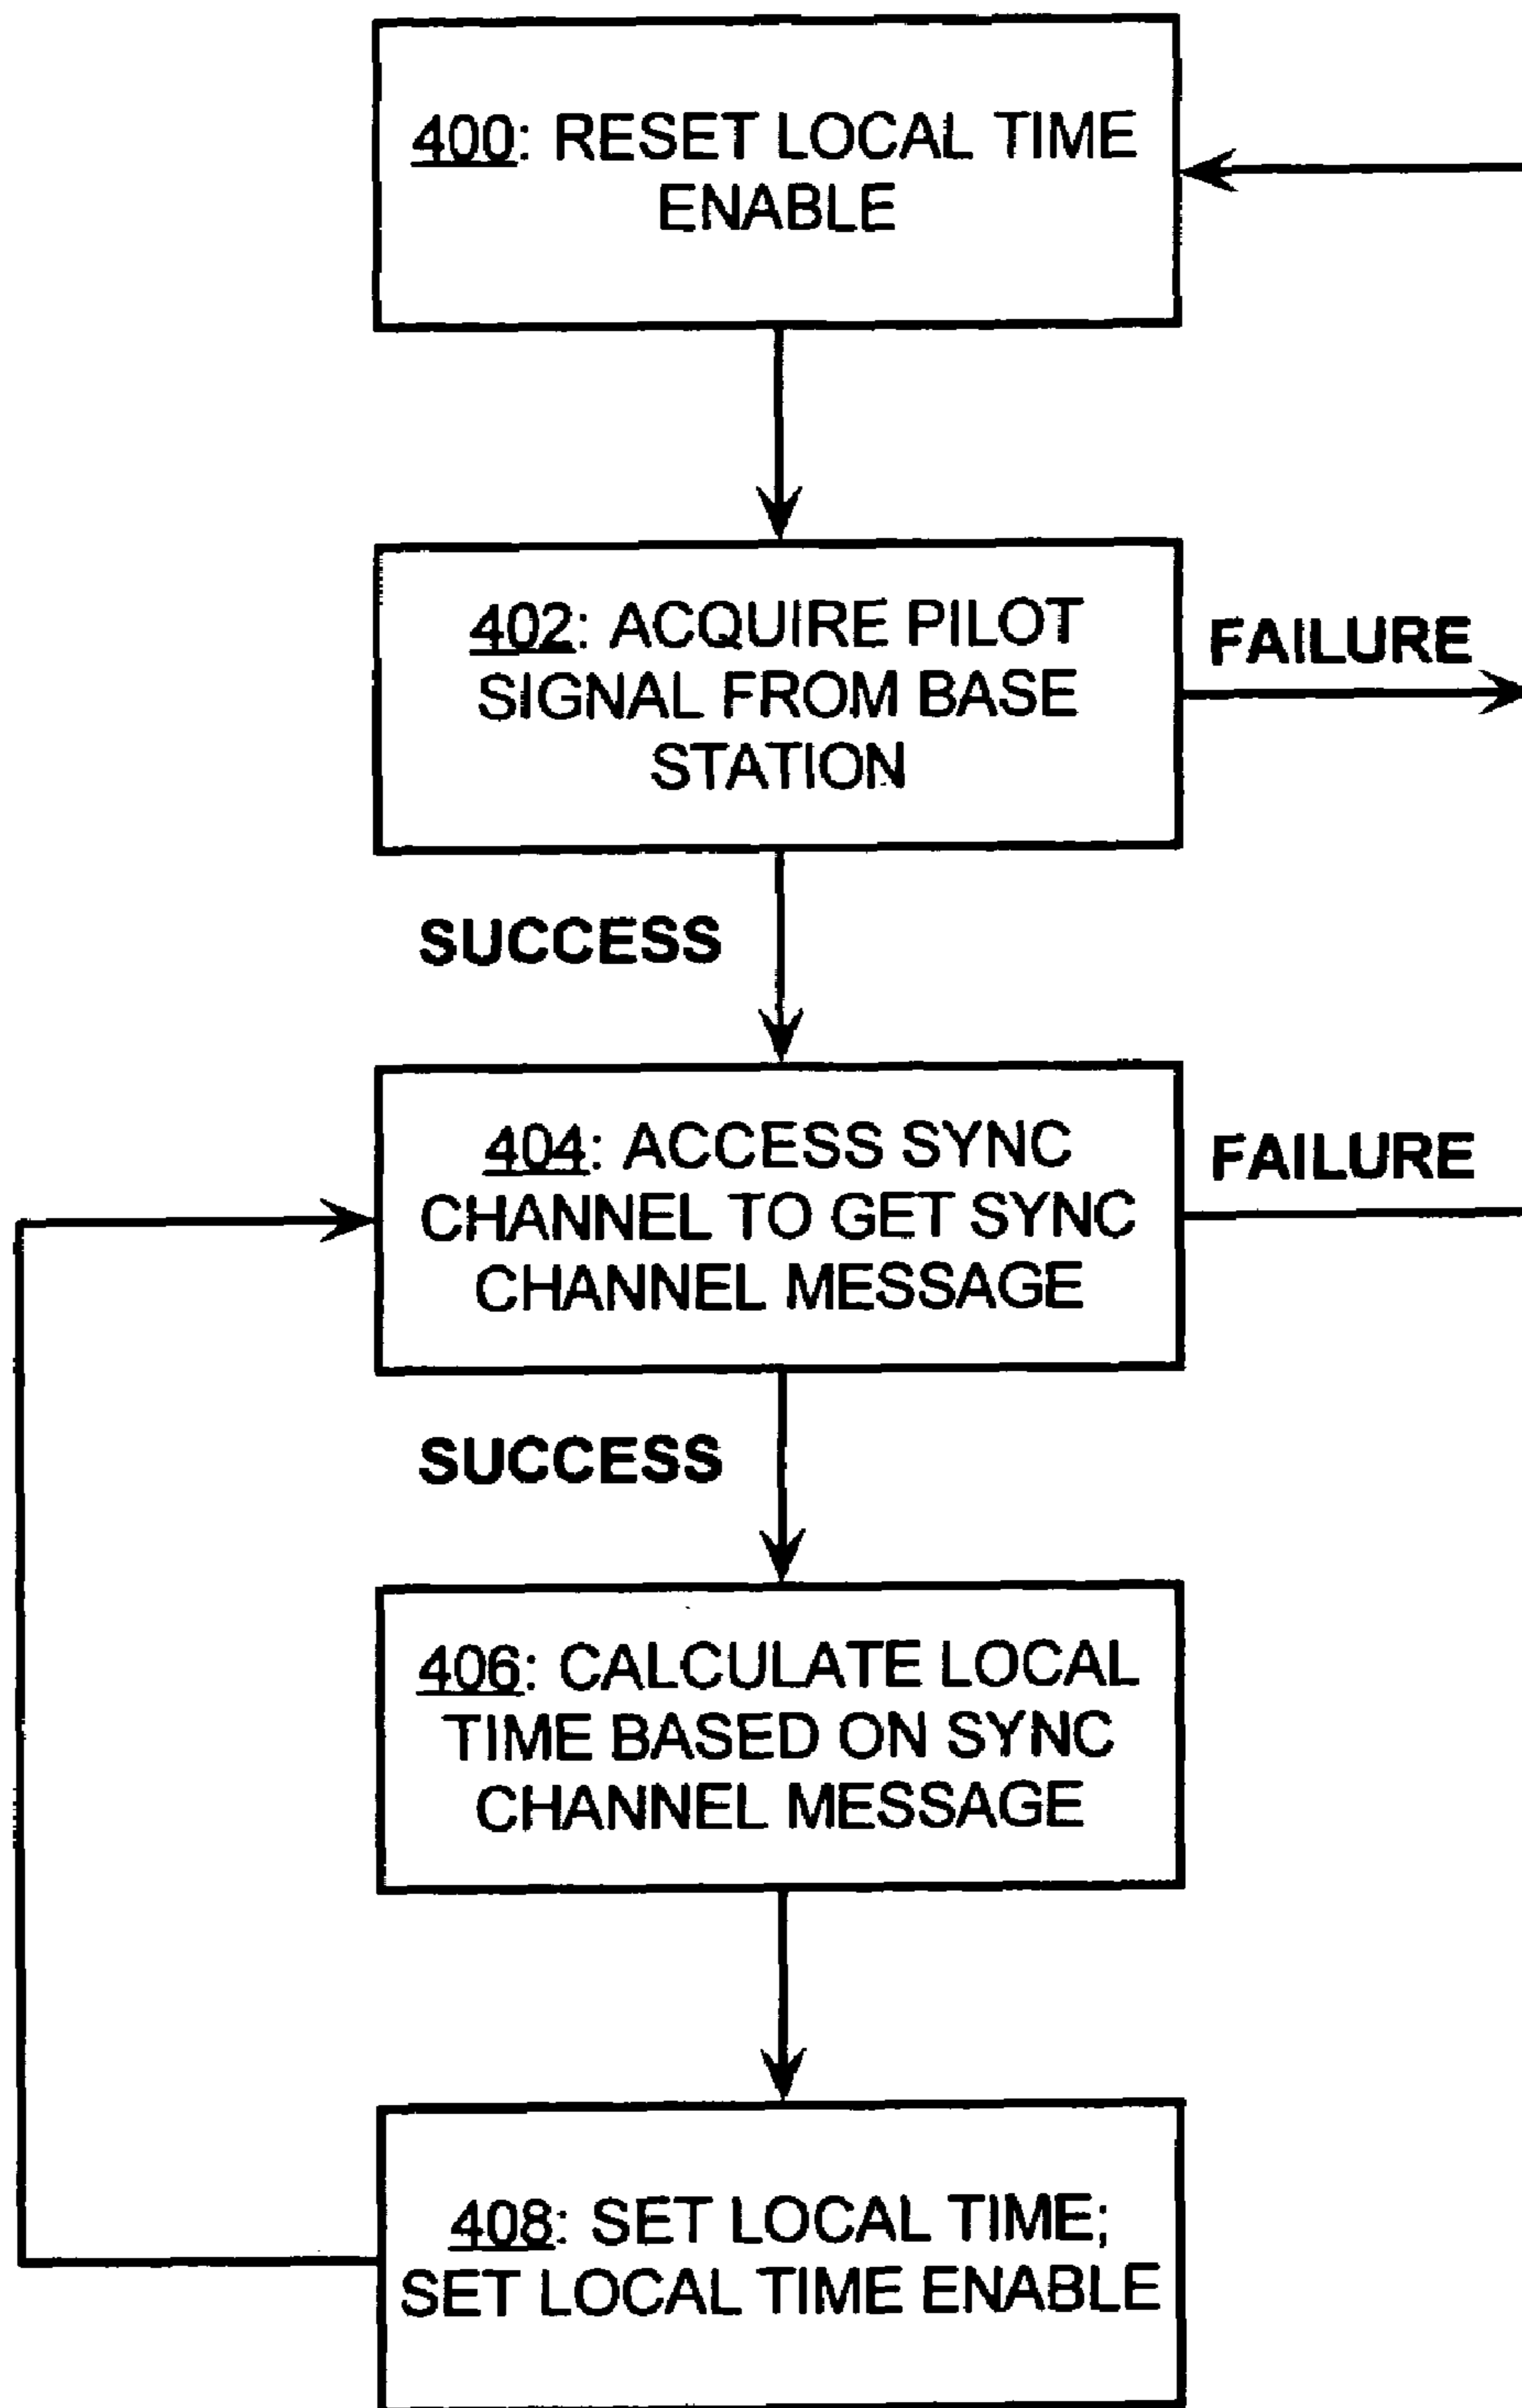 400: RESET LOCAL TIME
ENABLE
402: ACQUIRE PILOT
SIGNAL FROM BASE
STATION
FAILURE
SUCCESS
404: ACCESS SYNC
CHANNEL TO GET SYNC
CHANNEL MESSAGE
FAILURE
SUCCESS
406: CALCULATE LOCAL
TIME BASED ON SYNC
CHANNEL MESSAGE
408: SET LOCAL TIME;
SET LOCAL TIME ENABLE